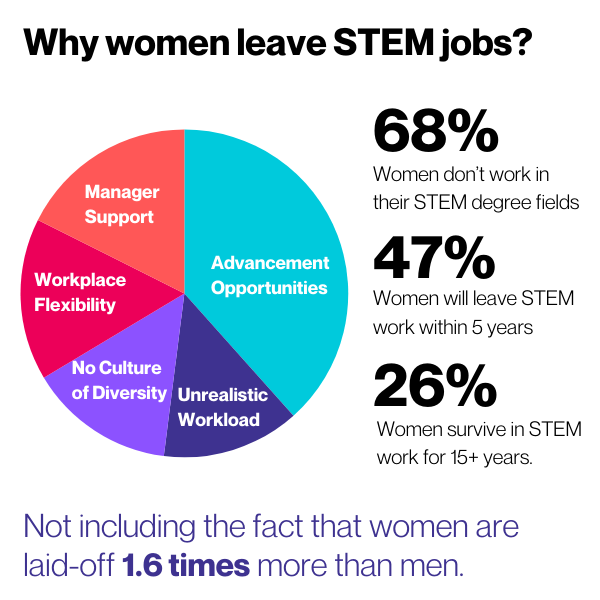 Why women leave STEM jobs?
Manager
Support
Advancement
Opportunities
Workplace
Flexibility
No Culture
of Diversity
Unrealistic
Workload
68%
Women don’t work in
their STEM degree fields
47%
Women will leave STEM
work within 5 years
26%
Women survive in STEM
work for 15+ years.
Not including the fact that women are
laid-off 1.6 times more than men.